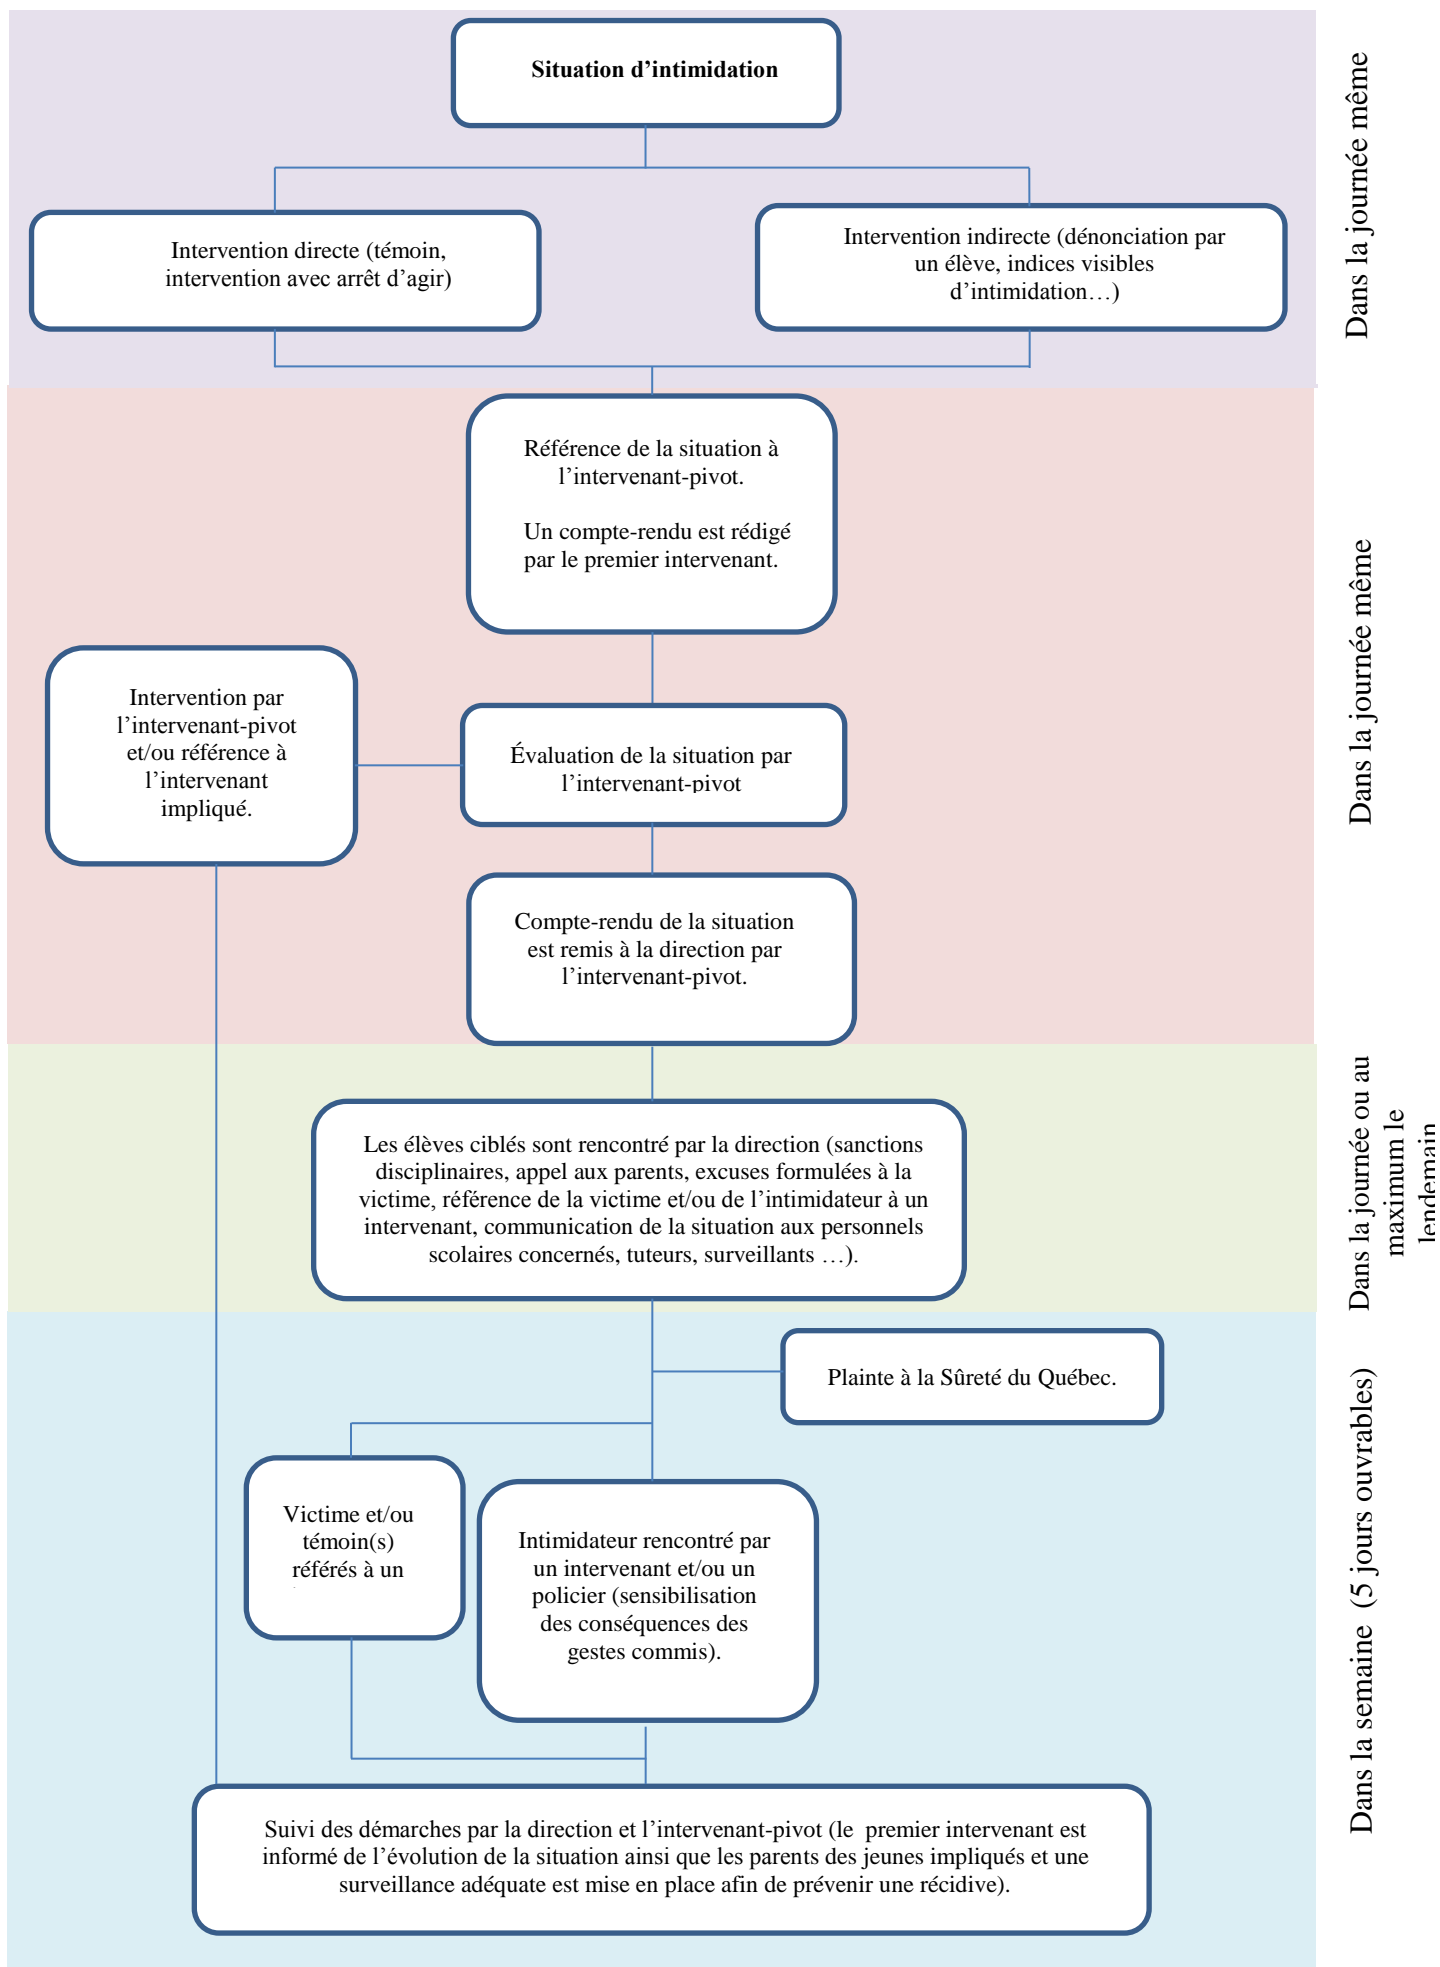 Situation d’intimidation
Intervention directe (témoin,
intervention avec arrêt d’agir)
Intervention indirecte (dénonciation par
un élève, indices visibles
d’intimidation…)
Dans la journée même
Référence de la situation à
l’intervenant-pivot.
Un compte-rendu est rédigé
par le premier intervenant.
Intervention par
l’intervenant-pivot
et/ou référence à
l’intervenant
impliqué.
Évaluation de la situation par
l’intervenant-pivot
Compte-rendu de la situation
est remis à la direction par
l’intervenant-pivot.
Dans la journée même
Les élèves ciblés sont rencontré par la direction (sanctions
disciplinaires, appel aux parents, excuses formulées à la
victime, référence de la victime et/ou de l’intimidateur à un
intervenant, communication de la situation aux personnels
scolaires concernés, tuteurs, surveillants …).
Dans la journée ou au
maximum le
lendemain
Plainte à la Sûreté du Québec.
Victime et/ou
témoin(s)
référés à un
Intimidateur rencontré par
un intervenant et/ou un
policier (sensibilisation
des conséquences des
gestes commis).
Suivi des démarches par la direction et l’intervenant-pivot (le  premier intervenant est
informé de l’évolution de la situation ainsi que les parents des jeunes impliqués et une
surveillance adéquate est mise en place afin de prévenir une récidive).
Dans la semaine  (5 jours ouvrables)